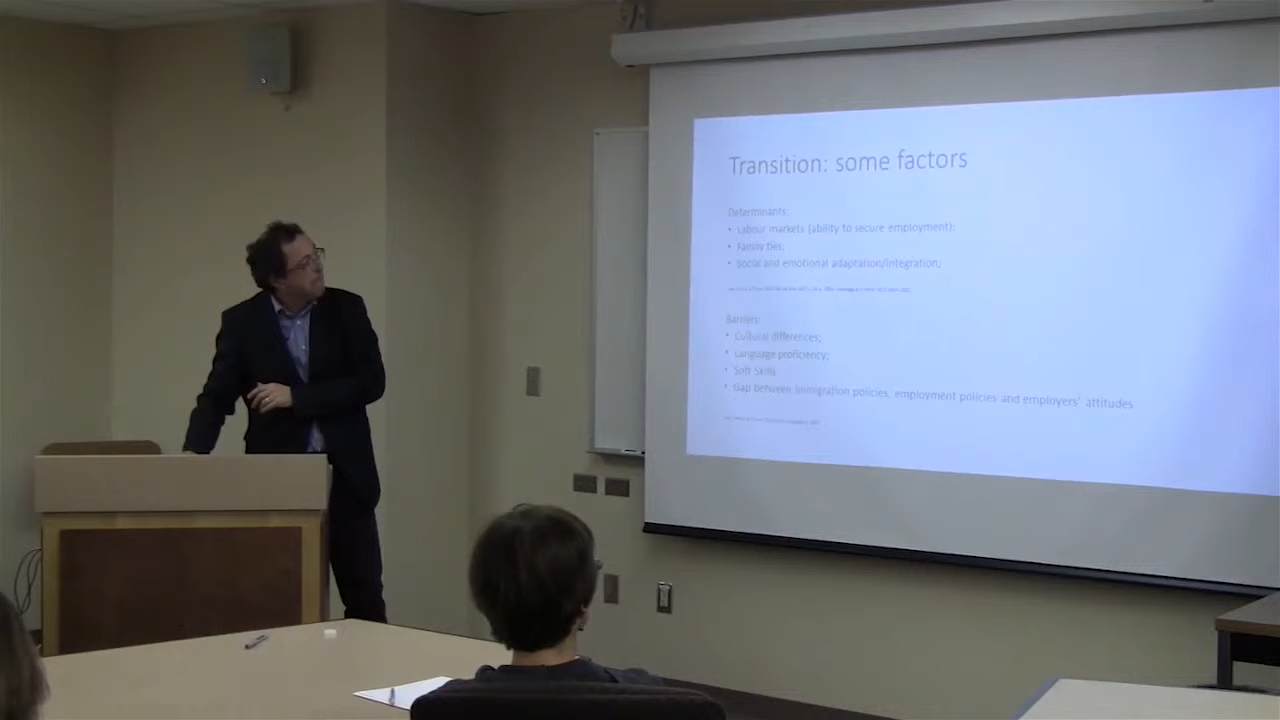 Transition: some factors
Determinants:
• Labour markets (ability to secure employment);
• Family ties;
• Social and emotional adaptation/integration;
Barriers:
• Cultural differences;
• Language proficiency;
• Soft Skills
• Gap between immigration policies, employment policies and employers' attitudes